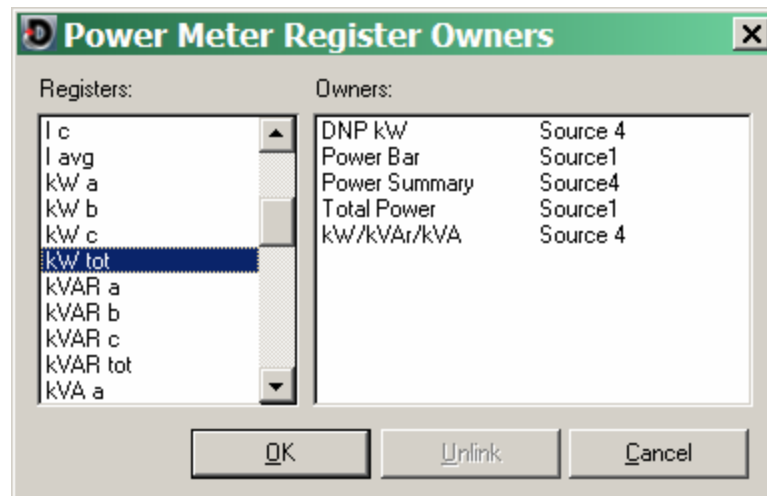 Power Meter Register Owners
Registers:
Owners:
I c
I avg
kW a
kW b
kW c
kW tot
kVAR a
kVAR b
kVAR c
kVAR tot
kVA a
DNP kW Source 4
Power Bar Source1
Power Summary Source4
Total Power Source1
kW/kVAr/kVA Source 4
OK
Unlink
Cancel